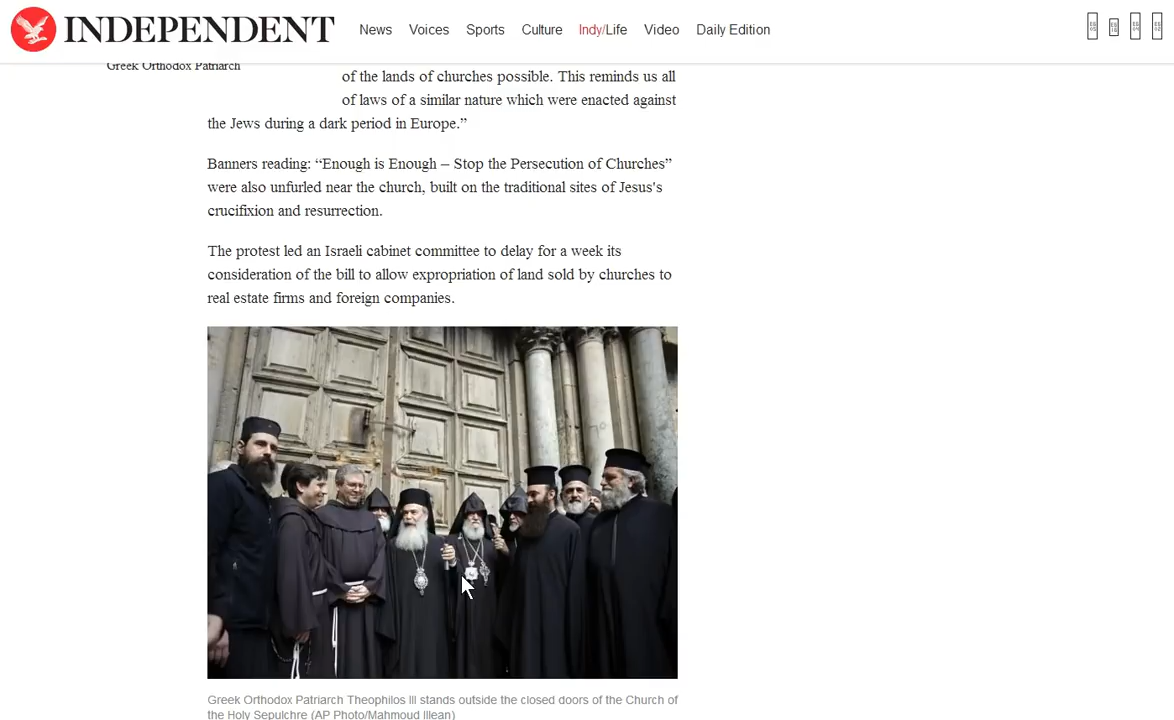 INDEPENDENT
News Voices Sports Culture Indy/Life Video Daily Edition
Greek Orthodox Patriarch
of the lands of churches possible. This reminds us all
of laws of a similar nature which were enacted against
the Jews during a dark period in Europe.”
Banners reading: “Enough is Enough – Stop the Persecution of Churches”
were also unfurled near the church, built on the traditional sites of Jesus's
crucifixion and resurrection.
The protest led an Israeli cabinet committee to delay for a week its
consideration of the bill to allow expropriation of land sold by churches to
real estate firms and foreign companies.
Greek Orthodox Patriarch Theophilos III stands outside the closed doors of the Church of
the Holy Sepulchre (AP Photo/Mahmoud Illean)